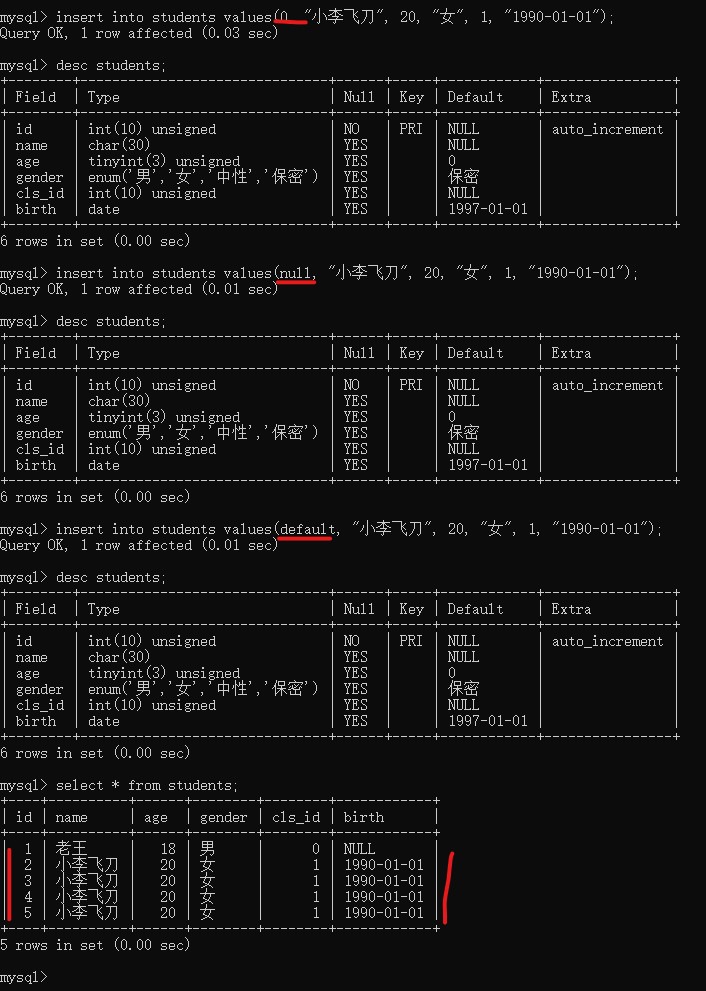 mysql> insert into students values(0, "小李飞刀", 20, "女", 1, "1990-01-01");
Query OK, 1 row affected (0.03 sec)
mysql> desc students;
+--------+-------------------------------------+------+-----+------------+----------------+
| Field | Type | Null | Key | Default | Extra |
+--------+-------------------------------------+------+-----+------------+----------------+
| id | int(10) unsigned | NO | PRI | NULL | auto_increment |
| name | char(30) | YES | | NULL | |
| age | tinyint(3) unsigned | YES | | 0 | |
| gender | enum('男','女','中性','保密') | YES | | 保密 | |
| cls_id | int(10) unsigned | YES | | NULL | |
| birth | date | YES | | 1997-01-01 | |
+--------+-------------------------------------+------+-----+------------+----------------+
6 rows in set (0.00 sec)
mysql> insert into students values(null, "小李飞刀", 20, "女", 1, "1990-01-01");
Query OK, 1 row affected (0.01 sec)
mysql> desc students;
+--------+-------------------------------------+------+-----+------------+----------------+
| Field | Type | Null | Key | Default | Extra |
+--------+-------------------------------------+------+-----+------------+----------------+
| id | int(10) unsigned | NO | PRI | NULL | auto_increment |
| name | char(30) | YES | | NULL | |
| age | tinyint(3) unsigned | YES | | 0 | |
| gender | enum('男','女','中性','保密') | YES | | 保密 | |
| cls_id | int(10) unsigned | YES | | NULL | |
| birth | date | YES | | 1997-01-01 | |
+--------+-------------------------------------+------+-----+------------+----------------+
6 rows in set (0.00 sec)
mysql> insert into students values(default, "小李飞刀", 20, "女", 1, "1990-01-01");
Query OK, 1 row affected (0.01 sec)
mysql> desc students;
+--------+-------------------------------------+------+-----+------------+----------------+
| Field | Type | Null | Key | Default | Extra |
+--------+-------------------------------------+------+-----+------------+----------------+
| id | int(10) unsigned | NO | PRI | NULL | auto_increment |
| name | char(30) | YES | | NULL | |
| age | tinyint(3) unsigned | YES | | 0 | |
| gender | enum('男','女','中性','保密') | YES | | 保密 | |
| cls_id | int(10) unsigned | YES | | NULL | |
| birth | date | YES | | 1997-01-01 | |
+--------+-------------------------------------+------+-----+------------+----------------+
6 rows in set (0.00 sec)
mysql> select * from students;
+----+--------------+------+--------+--------+------------+
| id | name | age | gender | cls_id | birth |
+----+--------------+------+--------+--------+------------+
| 1 | 老王 | 18 | 男 | 0 | NULL |
| 2 | 小李飞刀 | 20 | 女 | 1 | 1990-01-01 |
| 3 | 小李飞刀 | 20 | 女 | 1 | 1990-01-01 |
| 4 | 小李飞刀 | 20 | 女 | 1 | 1990-01-01 |
| 5 | 小李飞刀 | 20 | 女 | 1 | 1990-01-01 |
+----+--------------+------+--------+--------+------------+
5 rows in set (0.00 sec)
mysql>